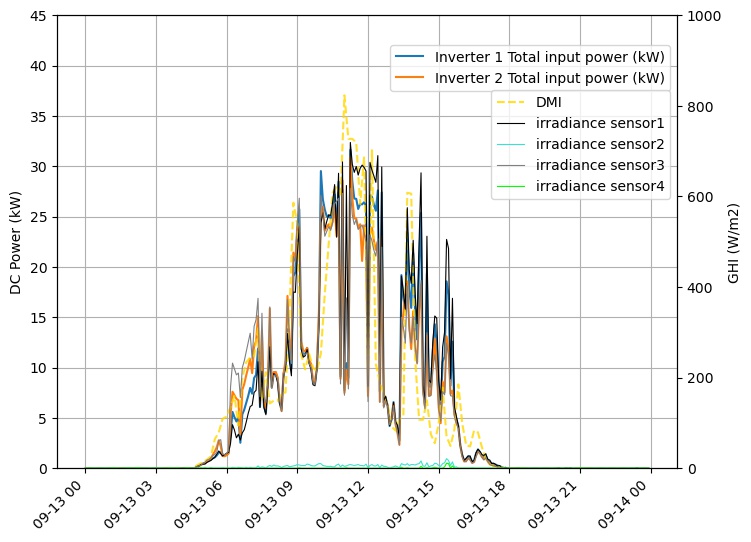 45
40
35
30
25
20
15
10
5
0
DC Power (kW)
1000
800
600
400
200
0
GHI (W/m2)
Inverter 1 Total input power (kW)
Inverter 2 Total input power (kW)
DMI
irradiance sensor1
irradiance sensor2
irradiance sensor3
irradiance sensor4
09-13 00
09-13 03
09-13 06
09-13 09
09-13 12
09-13 15
09-13 18
09-13 21
09-14 00